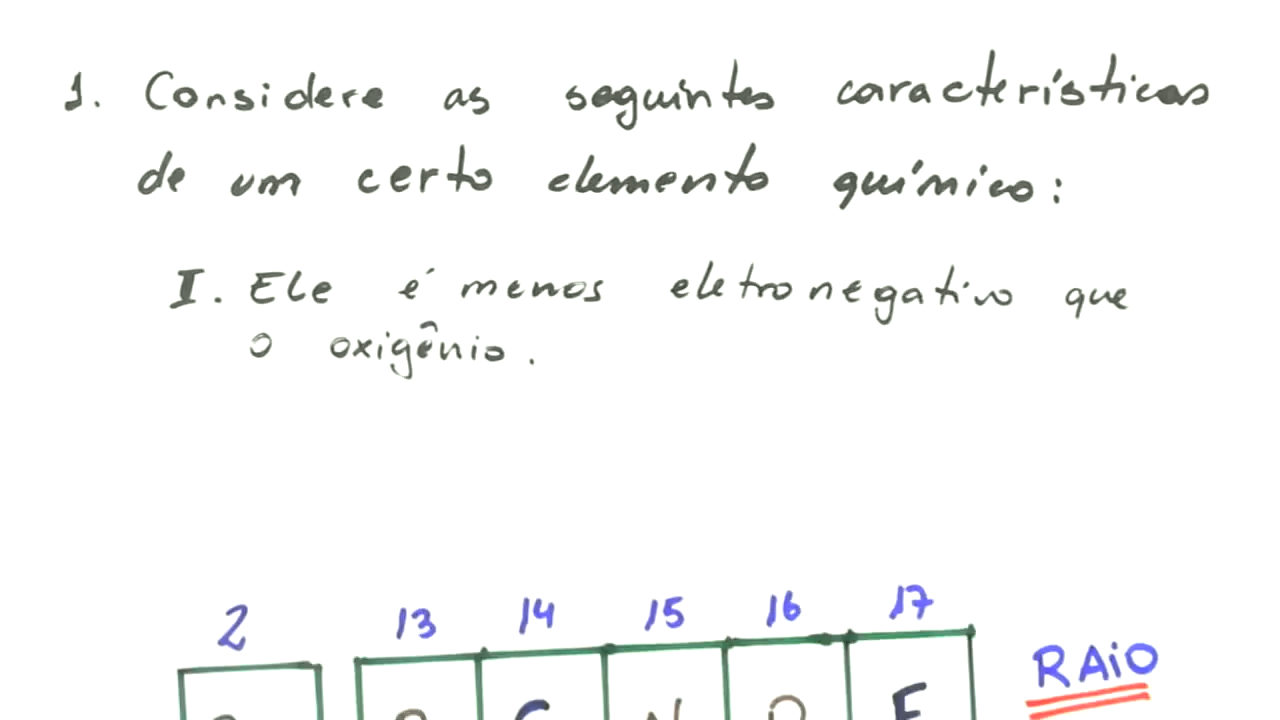 1. Considere as seguintes características
de um certo elemento químico:
I. Ele é menos eletronegativo que
o oxigênio.
2 13 14 15 16 17
RAiO
C N O F